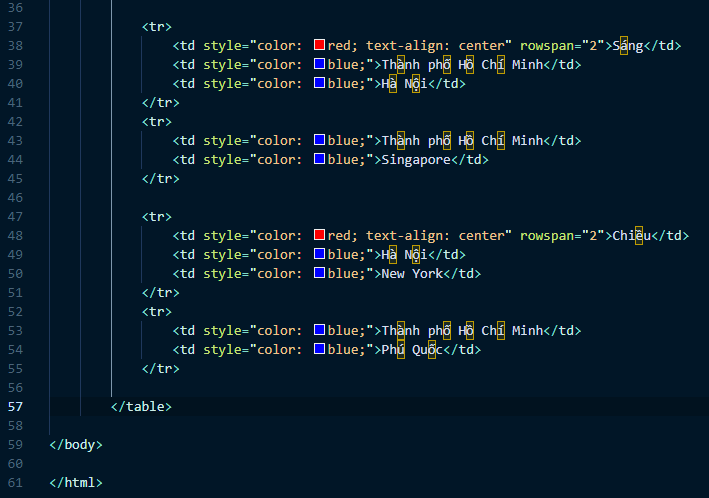 36
37 <tr>
38 <td style="color: red; text-align: center" rowspan="2">Sáng</td>
39 <td style="color: blue;">Thành phố Hồ Chí Minh</td>
40 <td style="color: blue;">Hà Nội</td>
41 </tr>
42 <tr>
43 <td style="color: blue;">Thành phố Hồ Chí Minh</td>
44 <td style="color: blue;">Singapore</td>
45 </tr>
46
47 <tr>
48 <td style="color: red; text-align: center" rowspan="2">Chiều</td>
49 <td style="color: blue;">Hà Nội</td>
50 <td style="color: blue;">New York</td>
51 </tr>
52 <tr>
53 <td style="color: blue;">Thành phố Hồ Chí Minh</td>
54 <td style="color: blue;">Phú Quốc</td>
55 </tr>
56
57 </table>
58
59 </body>
60
61 </html>